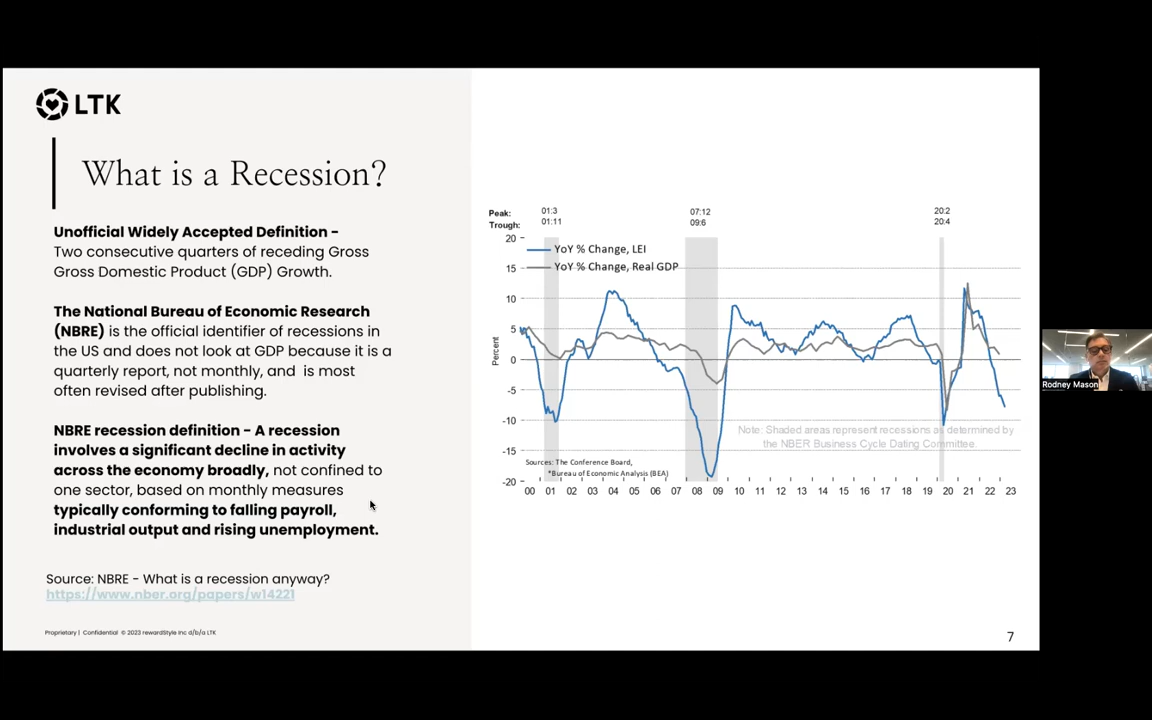 LTK
What is a Recession?
Unofficial Widely Accepted Definition -
Two consecutive quarters of receding Gross
Gross Domestic Product (GDP) Growth.
The National Bureau of Economic Research
(NBRE) is the official identifier of recessions in
the US and does not look at GDP because it is a
quarterly report, not monthly, and is most
often revised after publishing.
NBRE recession definition - A recession
involves a significant decline in activity
across the economy broadly, not confined to
one sector, based on monthly measures
typically conforming to falling payroll,
industrial output and rising unemployment.
Source: NBRE - What is a recession anyway?
https://www.nber.org/papers/w14221
Proprietary | Confidential © 2023 rewardStyle Inc d/b/a LTK
Peak: 01:3 07:12 20:2
Trough: 01:11 09:6 20:4
YoY % Change, LEI
YoY % Change, Real GDP
Percent
20
15
10
5
0
-5
-10
-15
-20
Note: Shaded areas represent recessions as determined by
the NBER Business Cycle Dating Committee.
Sources: The Conference Board,
*Bureau of Economic Analysis (BEA)
00 01 02 03 04 05 06 07 08 09 10 11 12 13 14 15 16 17 18 19 20 21 22 23
7
Rodney Mason